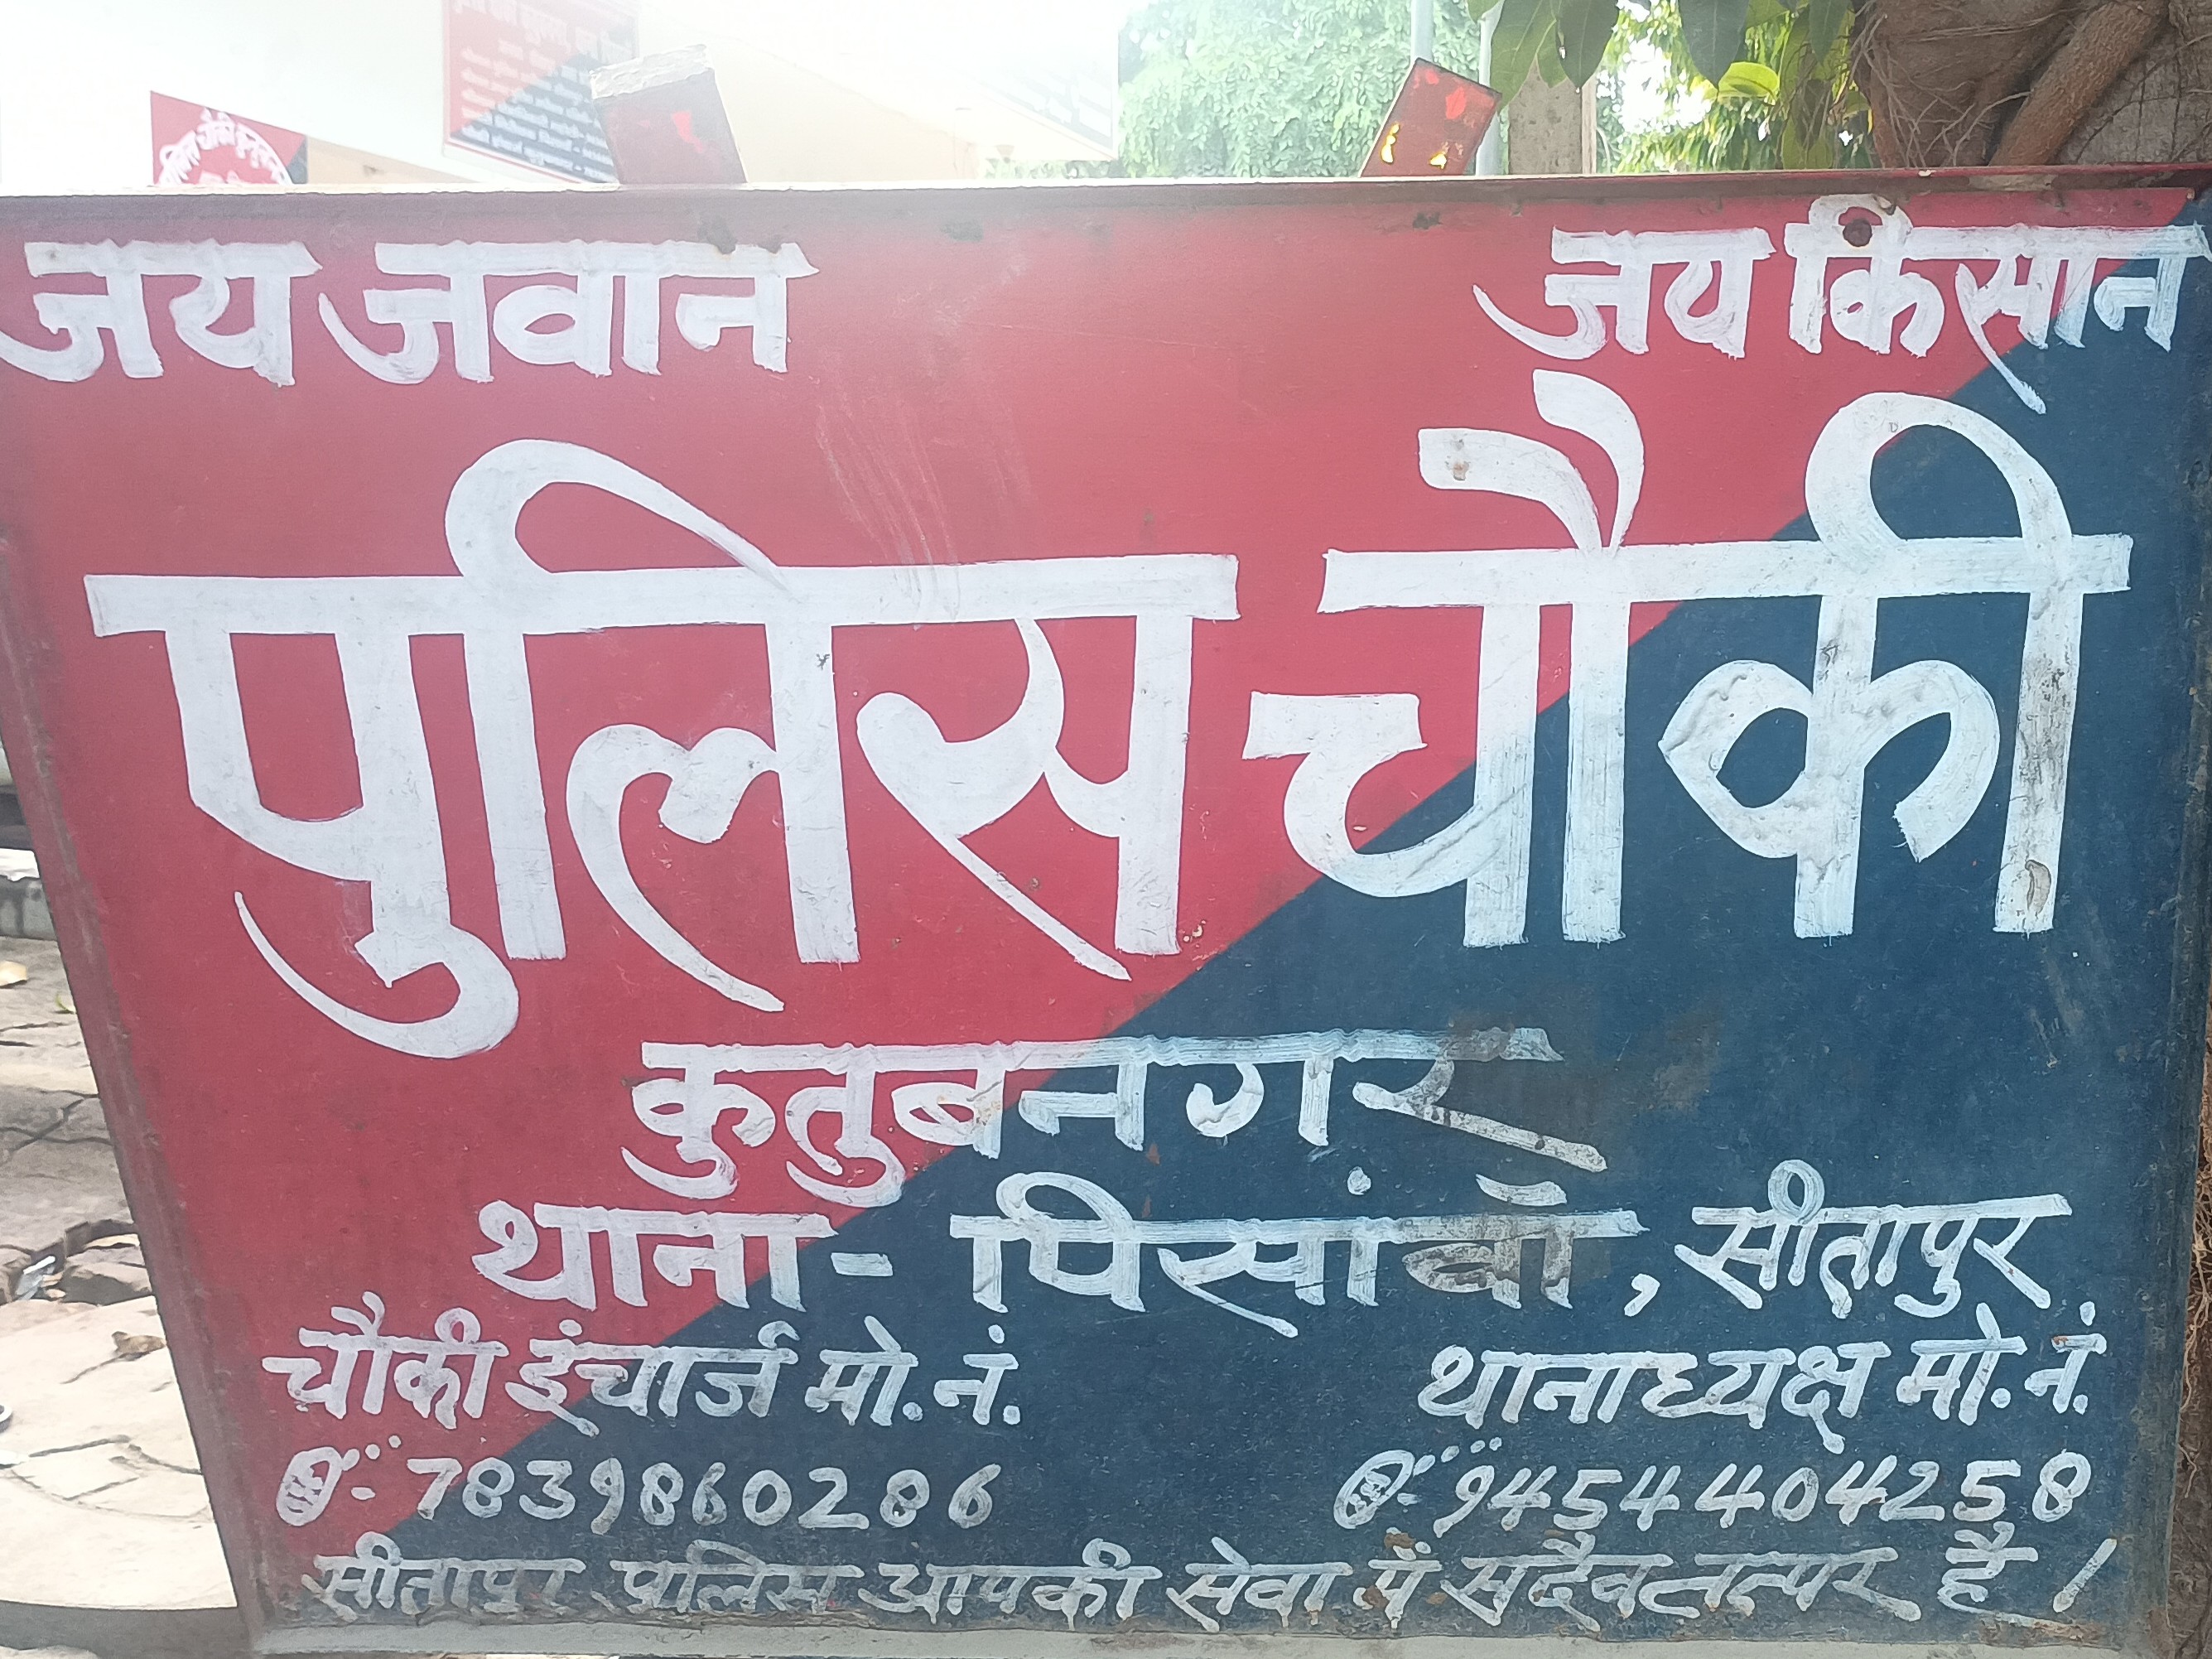 जय जवान जय किसान
पुलिस चौकी
कुतुबनगर
थाना - पिसांवा, सीतापुर
चौकी इंचार्ज मो. नं. थानाध्यक्ष मो. नं.
7839860286 9454404258
सीतापुर पुलिस आपकी सेवा में सदैव तत्पर है।